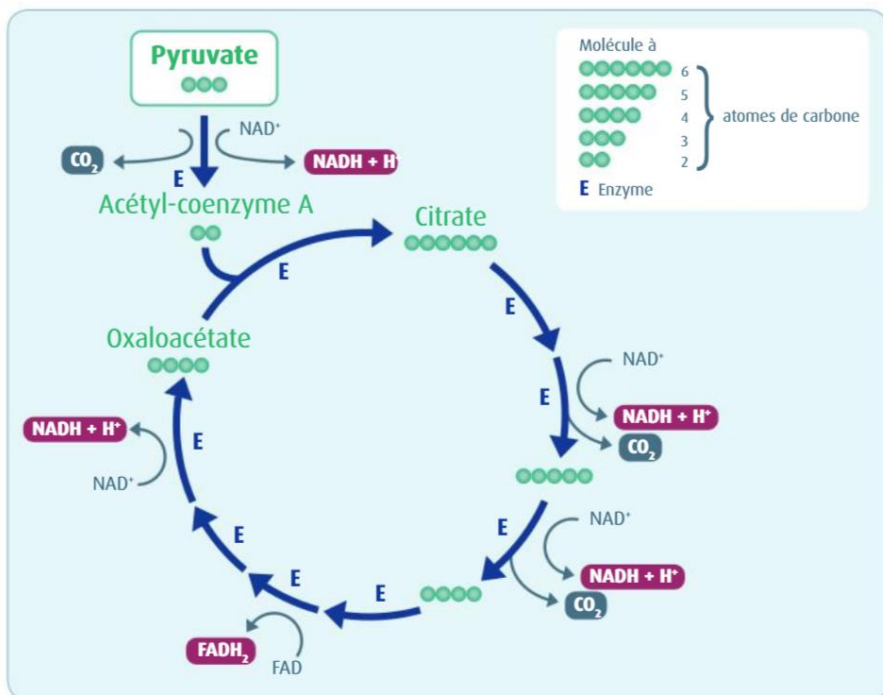 Pyruvate
NAD⁺
CO₂
NADH + H⁺
E
Acétyl-coenzyme A
Citrate
E
Oxaloacétate
E
NAD⁺
E
NADH + H⁺
CO₂
NADH + H⁺
E
NAD⁺
NAD⁺
E
NADH + H⁺
CO₂
E
E
E
FADH₂
FAD
Molécule à
6
5
4
3
2
atomes de carbone
E Enzyme